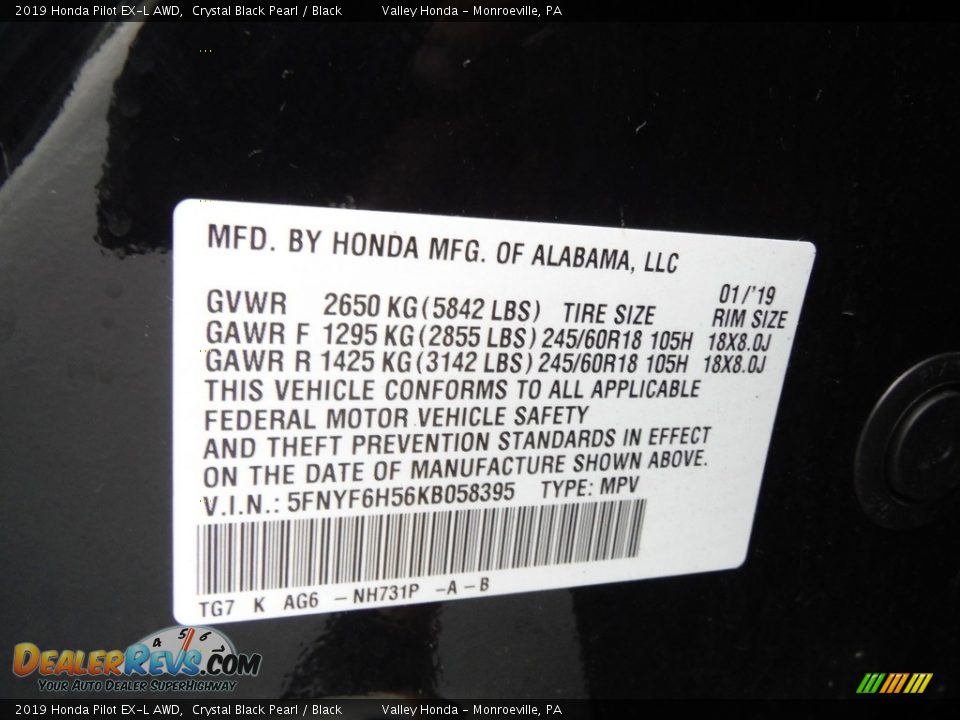 2019 Honda Pilot EX-L AWD, Crystal Black Pearl / Black Valley Honda - Monroeville, PA
MFD. BY HONDA MFG. OF ALABAMA, LLC
01/'19
GVWR 2650 KG (5842 LBS) TIRE SIZE RIM SIZE
GAWR F 1295 KG (2855 LBS) 245/60R18 105H 18X8.0J
GAWR R 1425 KG (3142 LBS) 245/60R18 105H 18X8.0J
THIS VEHICLE CONFORMS TO ALL APPLICABLE
FEDERAL MOTOR VEHICLE SAFETY
AND THEFT PREVENTION STANDARDS IN EFFECT
ON THE DATE OF MANUFACTURE SHOWN ABOVE.
V.I.N.: 5FNYF6H56KB058395 TYPE: MPV
TG7 K AG6 - NH731P - A - B
4 5 6
DEALERREVS.COM
YOUR AUTO DEALER SUPERHIGHWAY
2019 Honda Pilot EX-L AWD, Crystal Black Pearl / Black Valley Honda - Monroeville, PA